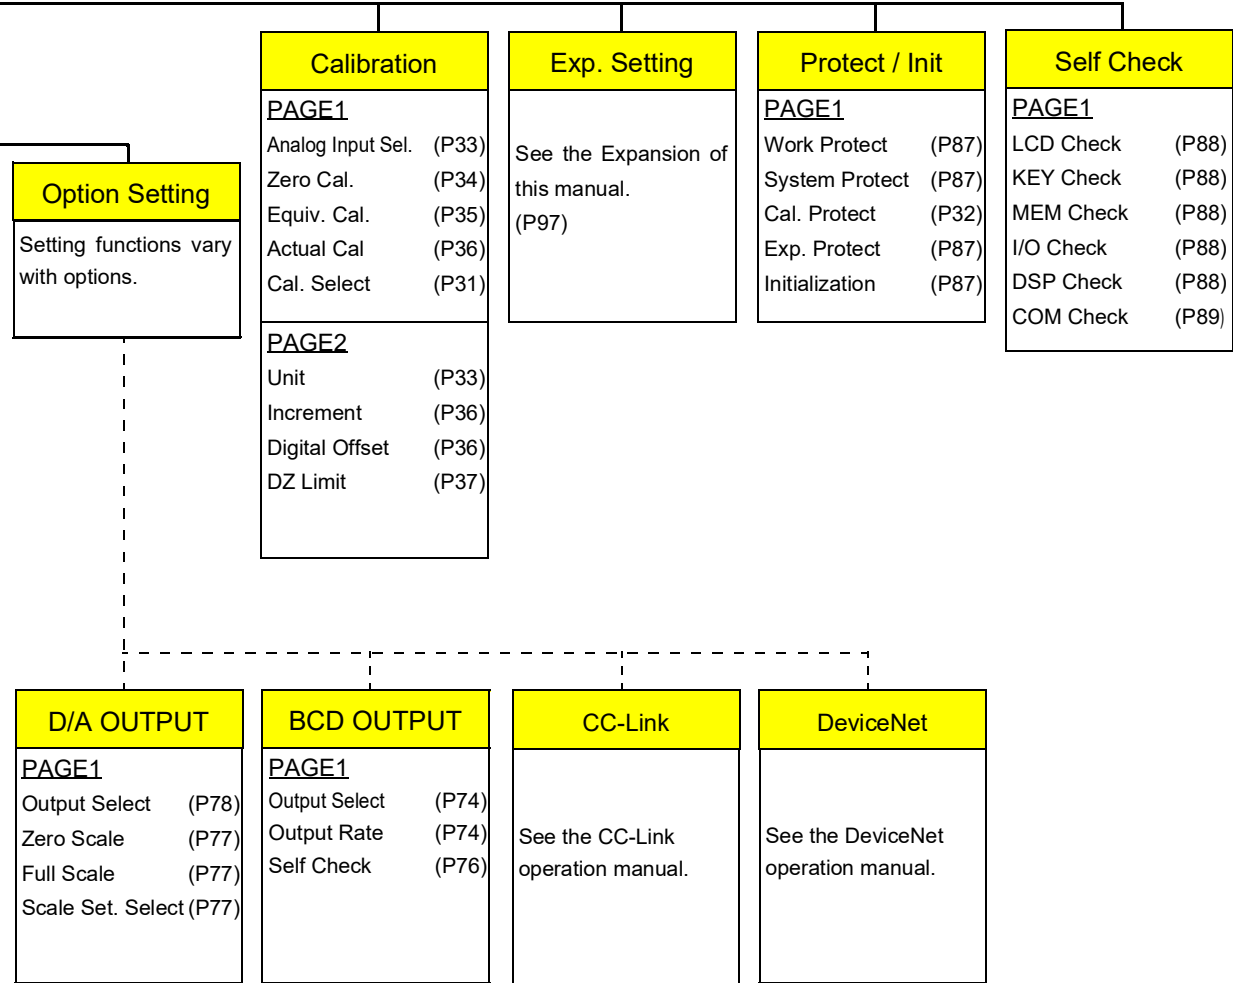 Calibration
PAGE1
Analog Input Sel. (P33)
Zero Cal. (P34)
Equiv. Cal. (P35)
Actual Cal (P36)
Cal. Select (P31)
PAGE2
Unit (P33)
Increment (P36)
Digital Offset (P36)
DZ Limit (P37)
Exp. Setting
See the Expansion of
this manual.
(P97)
Protect / Init
PAGE1
Work Protect (P87)
System Protect (P87)
Cal. Protect (P32)
Exp. Protect (P87)
Initialization (P87)
Self Check
PAGE1
LCD Check (P88)
KEY Check (P88)
MEM Check (P88)
I/O Check (P88)
DSP Check (P88)
COM Check (P89)
Option Setting
Setting functions vary
with options.
D/A OUTPUT
PAGE1
Output Select (P78)
Zero Scale (P77)
Full Scale (P77)
Scale Set. Select (P77)
BCD OUTPUT
PAGE1
Output Select (P74)
Output Rate (P74)
Self Check (P76)
CC-Link
See the CC-Link
operation manual.
DeviceNet
See the DeviceNet
operation manual.